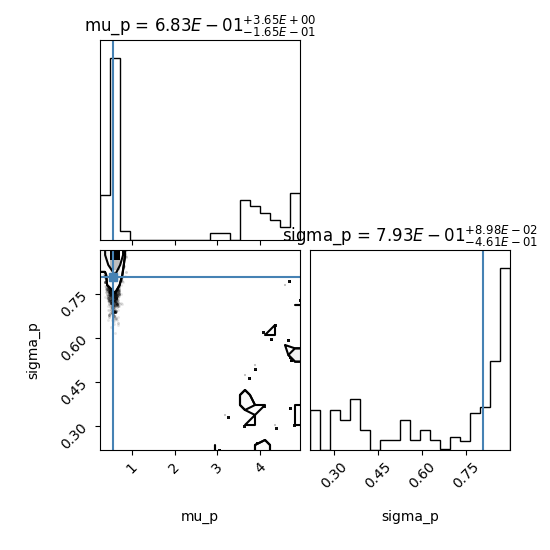 mu_p = 6.83E − 01+3.65E+00−1.65E−01
sigma_p = 7.93E − 01+8.98E−02−4.61E−01
0.75
0.60
0.45
0.30
sigma_p
1
2
3
4
mu_p
0.30
0.45
0.60
0.75
sigma_p